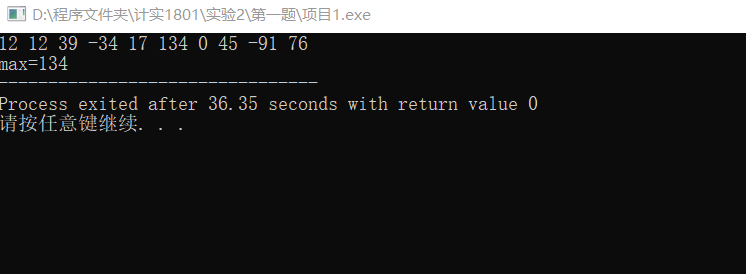 D:\程序文件夹\计实1801\实验2\第一题\项目1.exe
12 12 39 -34 17 134 0 45 -91 76
max=134
--------------------------------
Process exited after 36.35 seconds with return value 0
请按任意键继续. . .